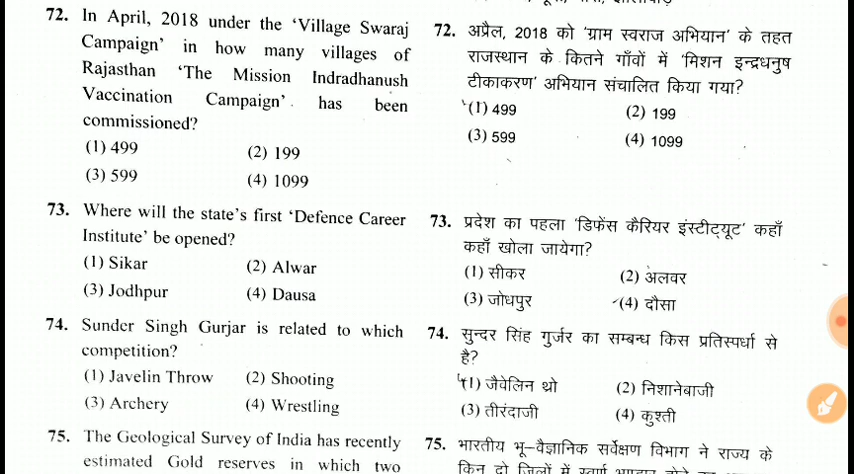 72. In April, 2018 under the 'Village Swaraj
Campaign' in how many villages of
Rajasthan 'The Mission Indradhanush
Vaccination Campaign'. has been
commissioned?
(1) 499 (2) 199
(3) 599 (4) 1099
73. Where will the state's first 'Defence Career
Institute' be opened?
(1) Sikar (2) Alwar
(3) Jodhpur (4) Dausa
74. Sunder Singh Gurjar is related to which
competition?
(1) Javelin Throw (2) Shooting
(3) Archery (4) Wrestling
75. The Geological Survey of India has recently
estimated Gold reserves in which two
72. अप्रैल, 2018 को 'ग्राम स्वराज अभियान' के तहत
राजस्थान के कितने गाँवों में 'मिशन इन्द्रधनुष
टीकाकरण' अभियान संचालित किया गया?
(1) 499 (2) 199
(3) 599 (4) 1099
73. प्रदेश का पहला 'डिफेंस कैरियर इंस्टीट्यूट' कहाँ
कहाँ खोला जायेगा?
(1) सीकर (2) अलवर
(3) जोधपुर (4) दौसा
74. सुन्दर सिंह गुर्जर का सम्बन्ध किस प्रतिस्पर्धा से
है?
(1) जैवेलिन थ्रो (2) निशानेबाजी
(3) तीरंदाजी (4) कुश्ती
75. भारतीय भू-वैज्ञानिक सर्वेक्षण विभाग ने राज्य के
किन दो जिलों में स्वर्ण भण्डार होने का